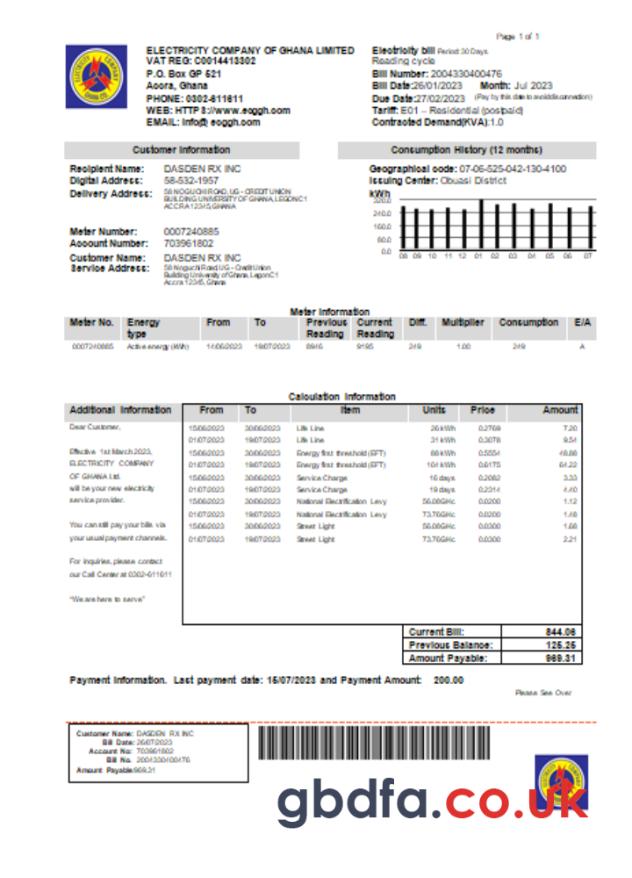 Page 1 of 1
ELECTRICITY COMPANY OF GHANA LIMITED
VAT REG: C0014413302
P.O. Box GP 521
Accra, Ghana
PHONE: 0302-611611
WEB: HTTPS://www.ecggh.com
EMAIL: info@ ecggh.com
Electricity bill Period: 30 Days
Reading cycle
Bill Number: 2004330400476
Bill Date:26/01/2023 Month: Jul 2023
Due Date:27/02/2023 (Pay by this date to avoid disconnection)
Tariff: E01 – Residential (postpaid)
Contracted Demand(KVA):1.0
Customer Information
Recipient Name: DASDEN RX INC
Digital Address: 58-532-1957
Delivery Address: 58 NOGUCHI ROAD, UG - CREDIT UNION
BUILDING UNIVERSITY OF GHANA, LEGON C1
ACCRA 12345, GHANA
Meter Number: 0007240885
Account Number: 703961802
Customer Name: DASDEN RX INC
Service Address: 58 Noguchi Road UG - Credit Union
Building University of Ghana, Legon C1
Accra 12345, Ghana
Consumption History (12 months)
Geographical code: 07-06-525-042-130-4100
Issuing Center: Obuasi District
kWh
320.0
240.0
160.0
80.0
0.0
08 09 10 11 12 01 02 03 04 05 06 07
Meter Information
Meter No. Energy type From To Previous Reading Current Reading Diff. Multiplier Consumption E/A
0007240885 Active energy (kWh) 14/06/2023 19/07/2023 8946 9195 249 1.00 249 A
Calculation Information
Additional Information
Dear Customer,
Effective 1st March 2023,
ELECTRICITY COMPANY
OF GHANA Ltd.
will be your new electricity
service provider.
You can still pay your bills via
your usual payment channels.
For inquiries, please contact
our Call Center at 0302-611611
"We are here to serve"
From To Item Units Price Amount
15/06/2023 30/06/2023 Life Line 26 kWh 0.2769 7.20
01/07/2023 19/07/2023 Life Line 31 kWh 0.3078 9.54
15/06/2023 30/06/2023 Energy first threshold (EFT) 88 kWh 0.5554 48.88
01/07/2023 19/07/2023 Energy first threshold (EFT) 104 kWh 0.6175 64.22
15/06/2023 30/06/2023 Service Charge 16 days 0.2082 3.33
01/07/2023 19/07/2023 Service Charge 19 days 0.2314 4.40
15/06/2023 30/06/2023 National Electrification Levy 56.08GHc 0.0200 1.12
01/07/2023 19/07/2023 National Electrification Levy 73.76GHc 0.0200 1.48
15/06/2023 30/06/2023 Street Light 56.08GHc 0.0300 1.68
01/07/2023 19/07/2023 Street Light 73.76GHc 0.0300 2.21
Current Bill: 844.06
Previous Balance: 125.25
Amount Payable: 969.31
Payment Information. Last payment date: 15/07/2023 and Payment Amount: 200.00
Please See Over
Customer Name: DASDEN RX INC
Bill Date: 26/07/2023
Account No: 703961802
Bill No. 2004330400476
Amount Payable:969.31
gbdfa.co.uk